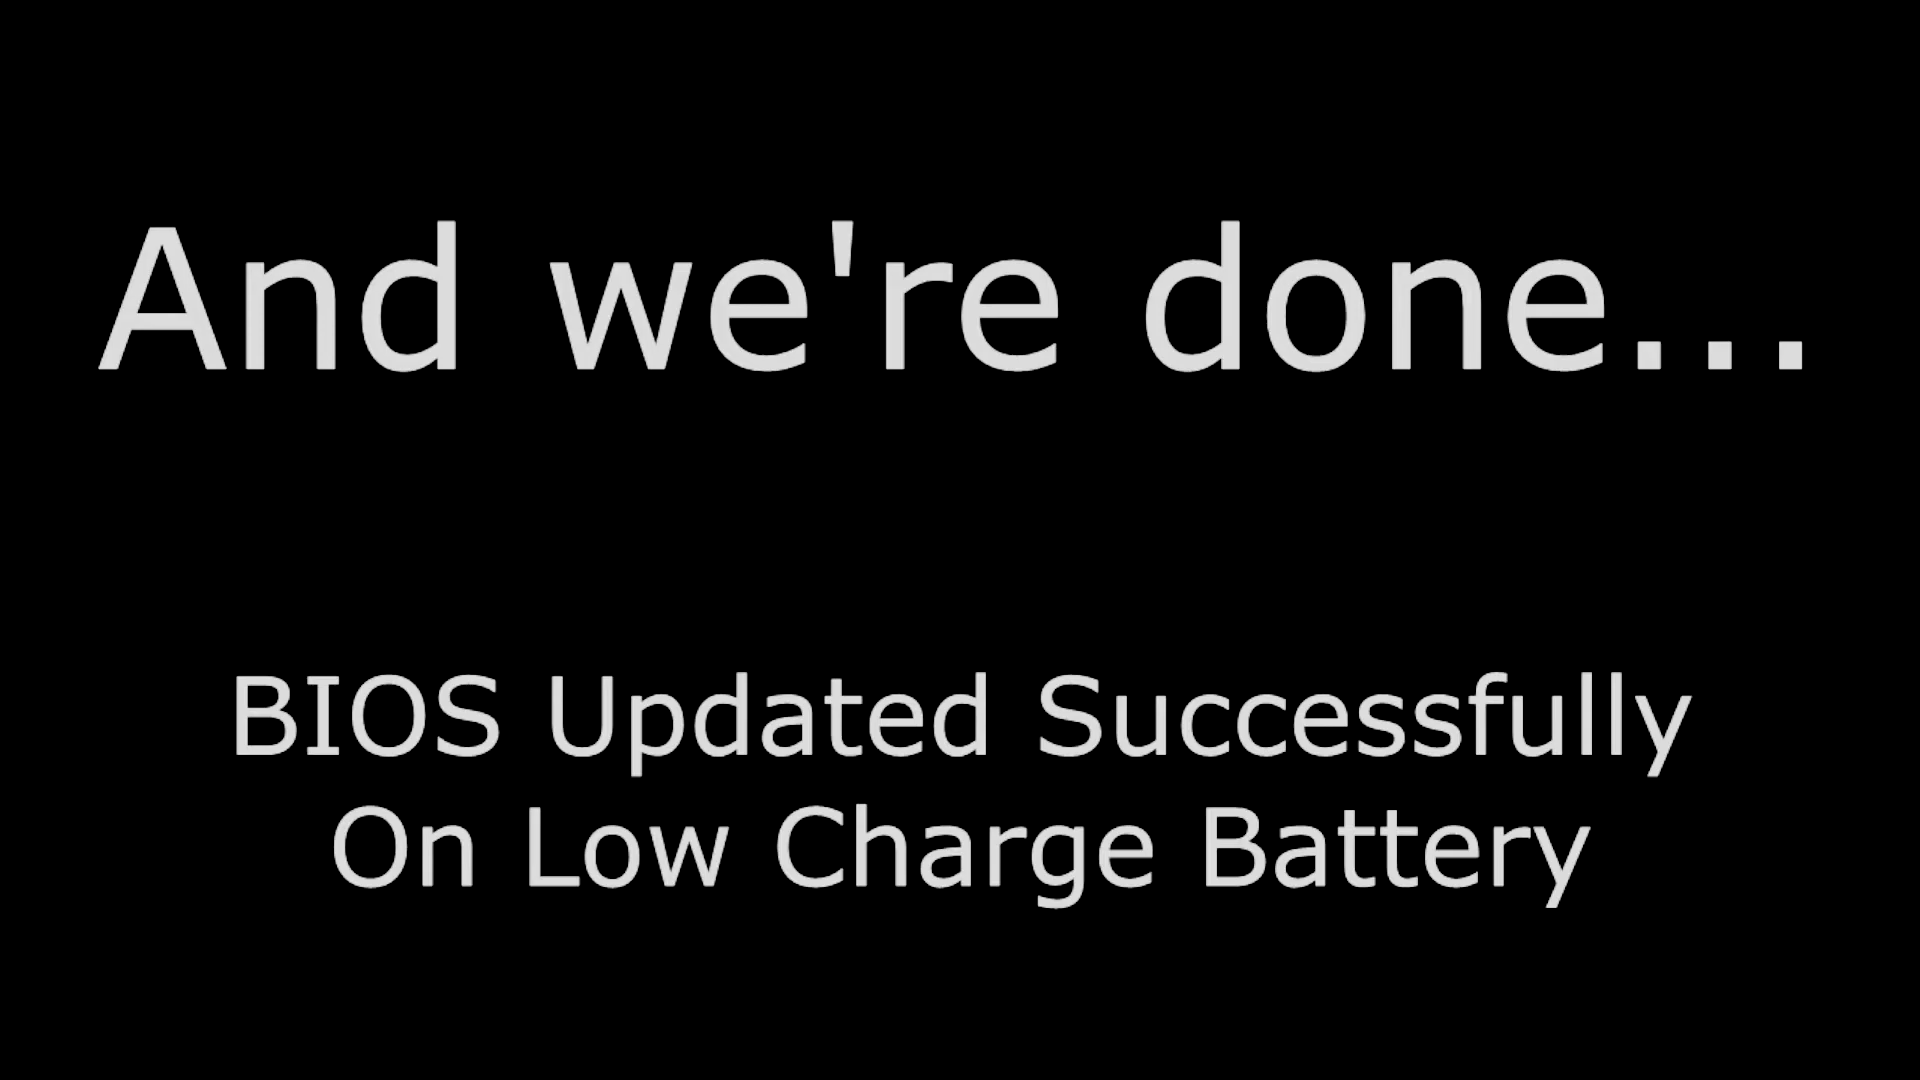 And we're done...
BIOS Updated Successfully
On Low Charge Battery